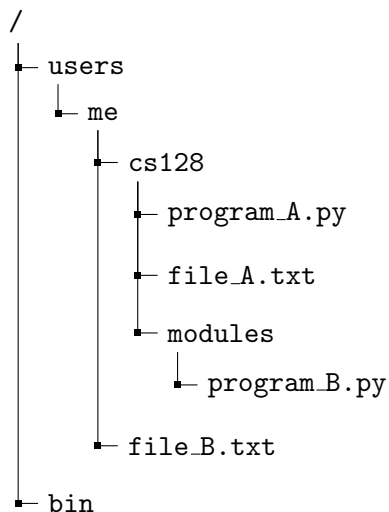 /
users
me
cs128
program_A.py
file_A.txt
modules
program_B.py
file_B.txt
bin